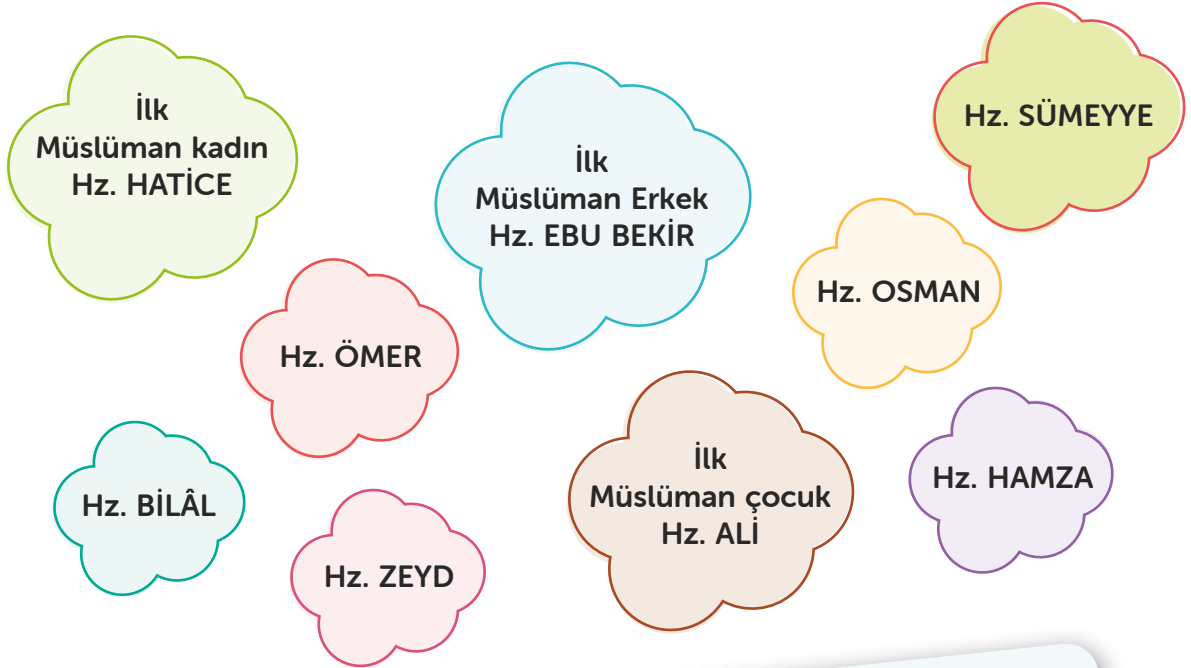 İlk
Müslüman kadın
Hz. HATİCE
İlk
Müslüman Erkek
Hz. EBU BEKİR
Hz. SÜMEYYE
Hz. OSMAN
Hz. ÖMER
İlk
Müslüman çocuk
Hz. ALİ
Hz. HAMZA
Hz. BİLÂL
Hz. ZEYD